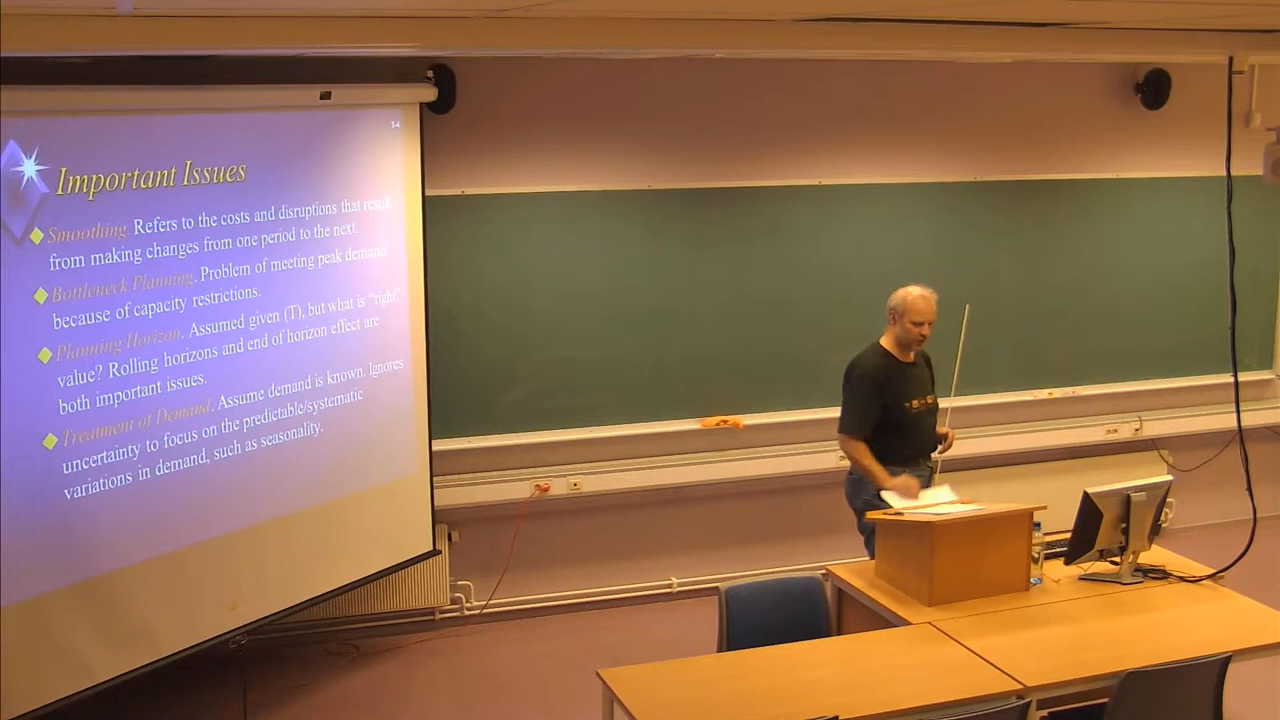 3-4
Important Issues
Smoothing. Refers to the costs and disruptions that result
from making changes from one period to the next.
Bottleneck Planning. Problem of meeting peak demand
because of capacity restrictions.
Planning Horizon. Assumed given (T), but what is “right”
value? Rolling horizons and end of horizon effect are
both important issues.
Treatment of Demand. Assume demand is known. Ignores
uncertainty to focus on the predictable/systematic
variations in demand, such as seasonality.